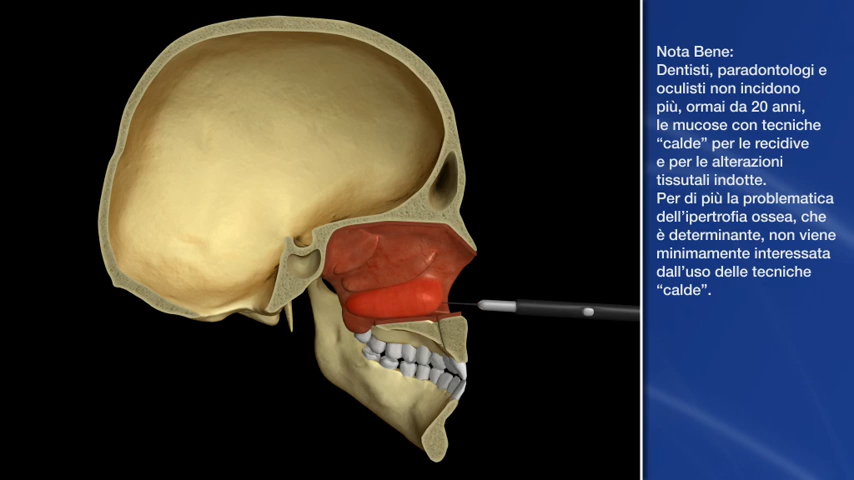 Nota Bene:
Dentisti, paradontologi e
oculisti non incidono
più, ormai da 20 anni,
le mucose con tecniche
“calde” per le recidive
e per le alterazioni
tissutali indotte.
Per di più la problematica
dell’ipertrofia ossea, che
è determinante, non viene
minimamente interessata
dall’uso delle tecniche
“calde”.